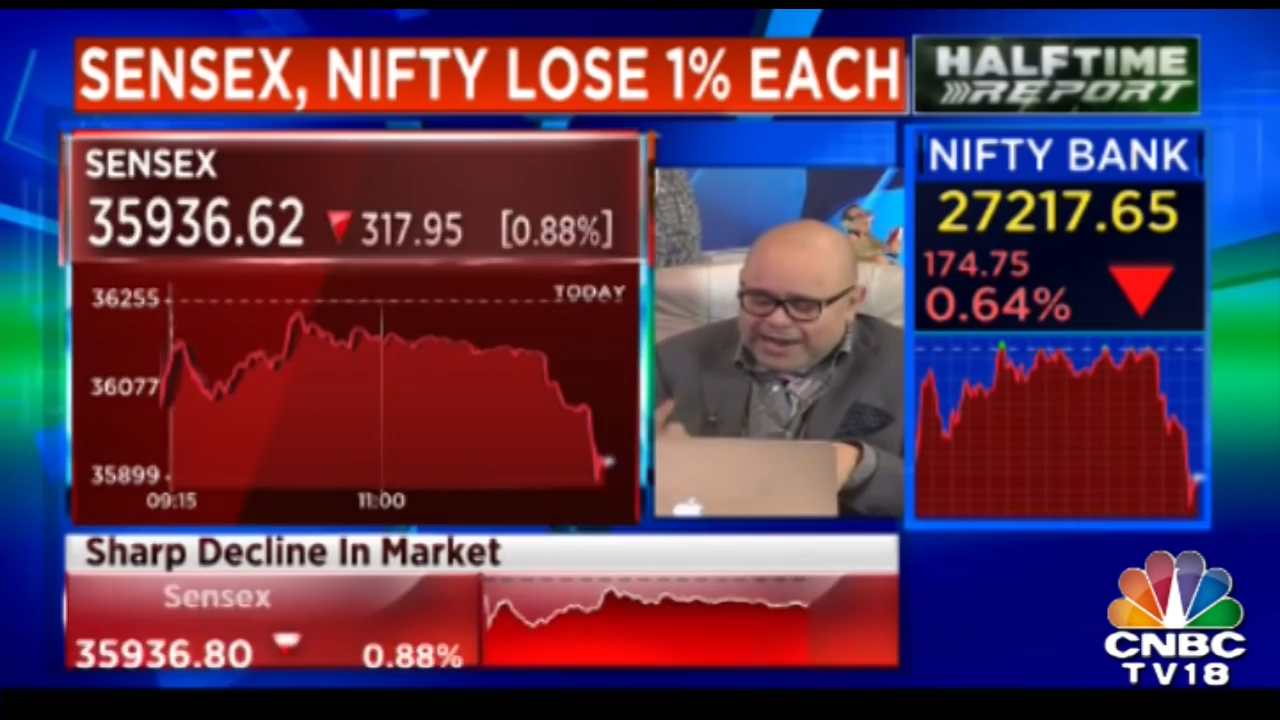 SENSEX, NIFTY LOSE 1% EACH
HALFTIME
REPORT
SENSEX
35936.62 ▼ 317.95 [0.88%]
36255
TODAY
36077
35899
09:15 11:00
NIFTY BANK
27217.65
174.75
0.64% ▼
Sharp Decline In Market
Sensex
35936.80 0.88%
CNBC
TV18